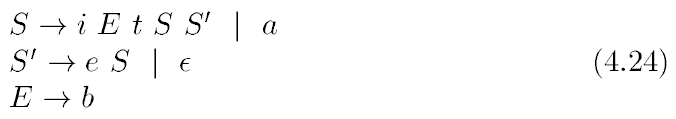 S → i E t S S′ | a
S′ → e S | ϵ (4.24)
E → b